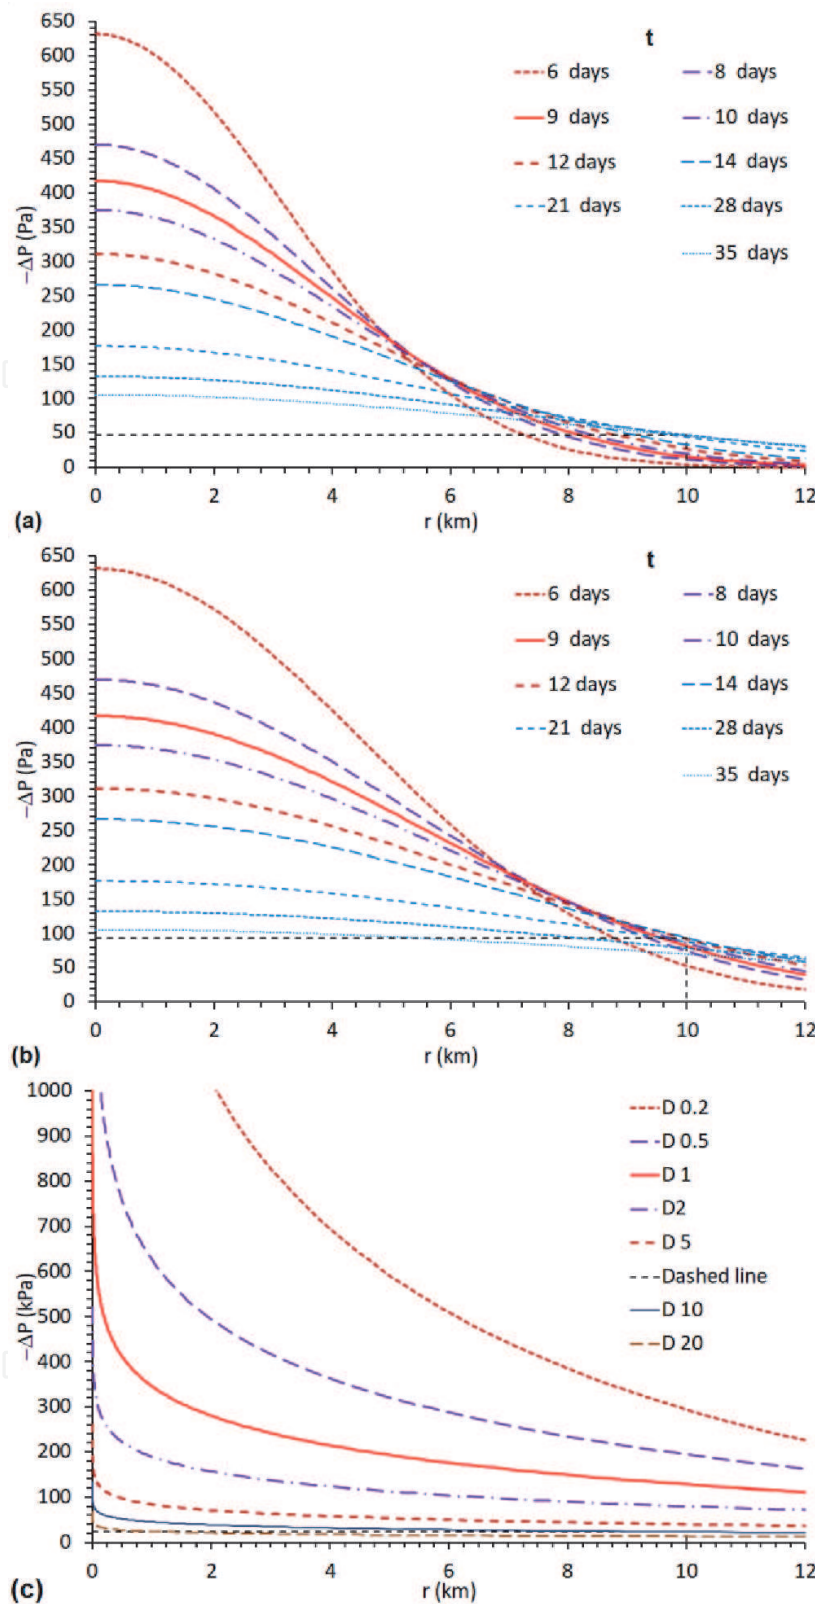 650
600
550
500
450
400
350
300
250
200
150
100
50
0
−ΔP (Pa)
t
6 days
8 days
9 days
10 days
12 days
14 days
21 days
28 days
35 days
0 2 4 6 8 10 12
(a)
r (km)
650
600
550
500
450
400
350
300
250
200
150
100
50
0
−ΔP (Pa)
t
6 days
8 days
9 days
10 days
12 days
14 days
21 days
28 days
35 days
0 2 4 6 8 10 12
(b)
r (km)
1000
900
800
700
600
500
400
300
200
100
0
−ΔP (kPa)
D 0.2
D 0.5
D 1
D2
D 5
Dashed line
D 10
D 20
0 2 4 6 8 10 12
(c)
r (km)